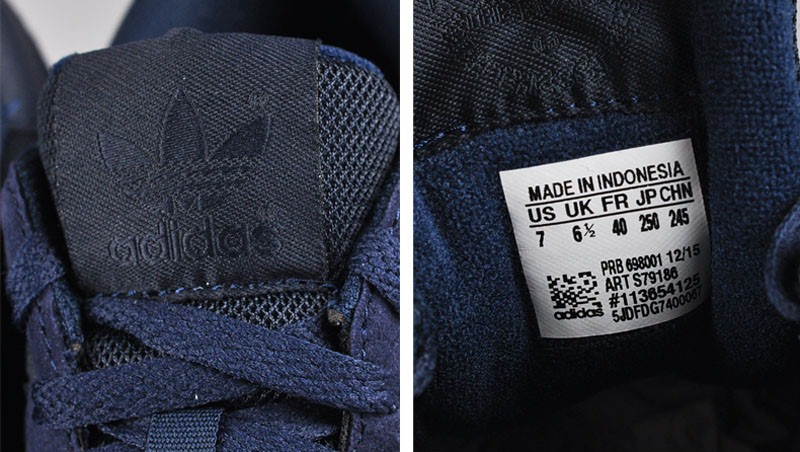 adidas
MADE IN INDONESIA
US UK FR JP CHN
7 6½ 40 250 245
PRB 698001 12/15
ART S79186
#113654125
adidas 5JDFDG7400067